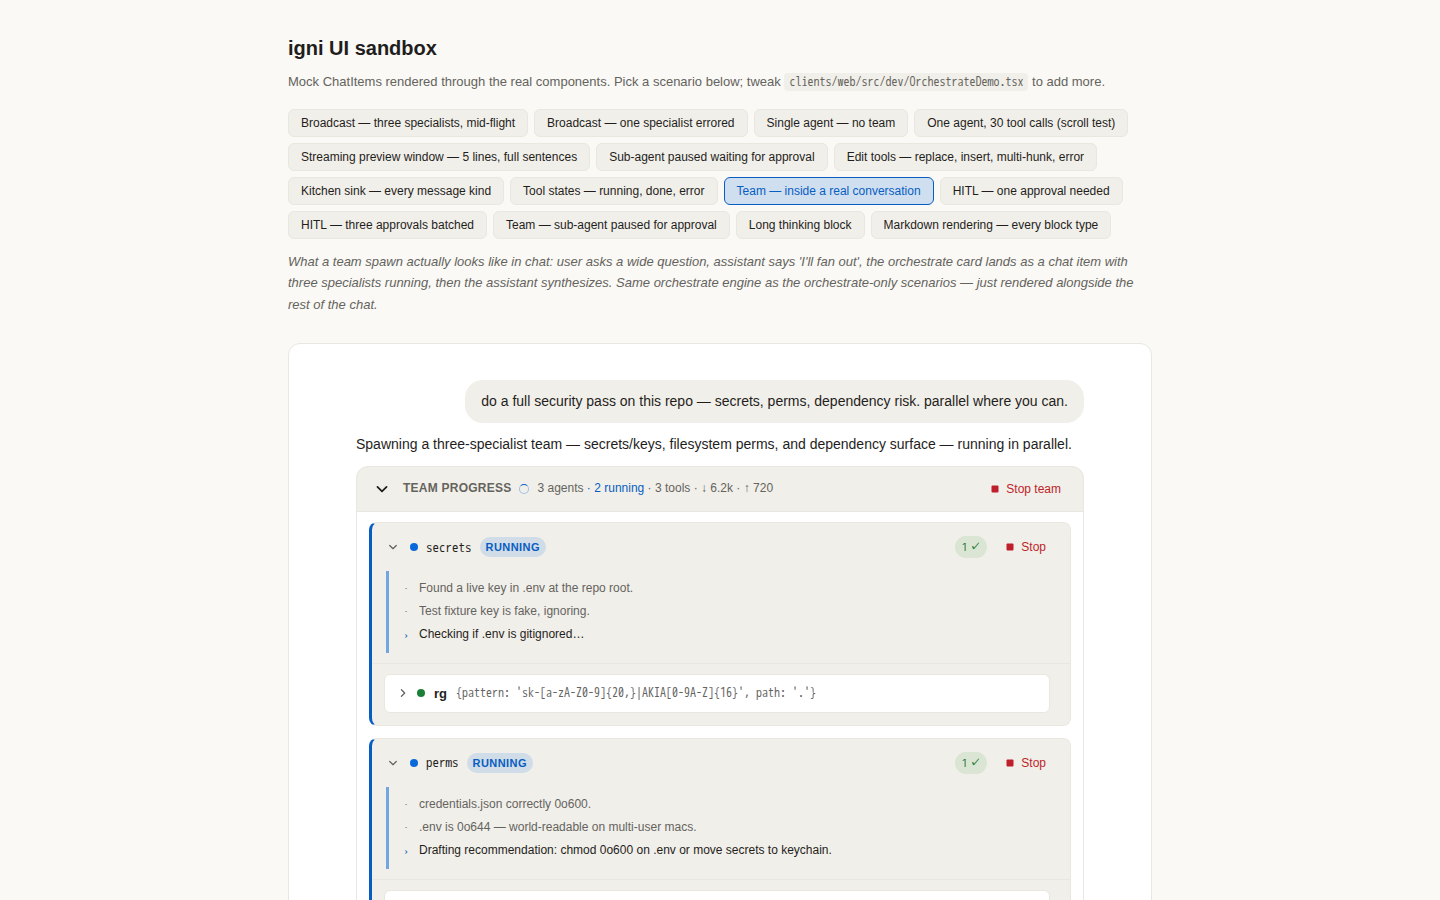 igni UI sandbox
Mock ChatItems rendered through the real components. Pick a scenario below; tweak clients/web/src/dev/OrchestrateDemo.tsx to add more.
Broadcast — three specialists, mid-flight
Broadcast — one specialist errored
Single agent — no team
One agent, 30 tool calls (scroll test)
Streaming preview window — 5 lines, full sentences
Sub-agent paused waiting for approval
Edit tools — replace, insert, multi-hunk, error
Kitchen sink — every message kind
Tool states — running, done, error
Team — inside a real conversation
HITL — one approval needed
HITL — three approvals batched
Team — sub-agent paused for approval
Long thinking block
Markdown rendering — every block type
What a team spawn actually looks like in chat: user asks a wide question, assistant says 'I'll fan out', the orchestrate card lands as a chat item with
three specialists running, then the assistant synthesizes. Same orchestrate engine as the orchestrate-only scenarios — just rendered alongside the
rest of the chat.
do a full security pass on this repo — secrets, perms, dependency risk. parallel where you can.
Spawning a three-specialist team — secrets/keys, filesystem perms, and dependency surface — running in parallel.
TEAM PROGRESS 3 agents · 2 running · 3 tools · ↓ 6.2k · ↑ 720 Stop team
secrets RUNNING 1 ✓ Stop
· Found a live key in .env at the repo root.
· Test fixture key is fake, ignoring.
› Checking if .env is gitignored…
rg {pattern: 'sk-[a-zA-Z0-9]{20,}|AKIA[0-9A-Z]{16}', path: '.'}
perms RUNNING 1 ✓ Stop
· credentials.json correctly 0o600.
· .env is 0o644 — world-readable on multi-user macs.
› Drafting recommendation: chmod 0o600 on .env or move secrets to keychain.